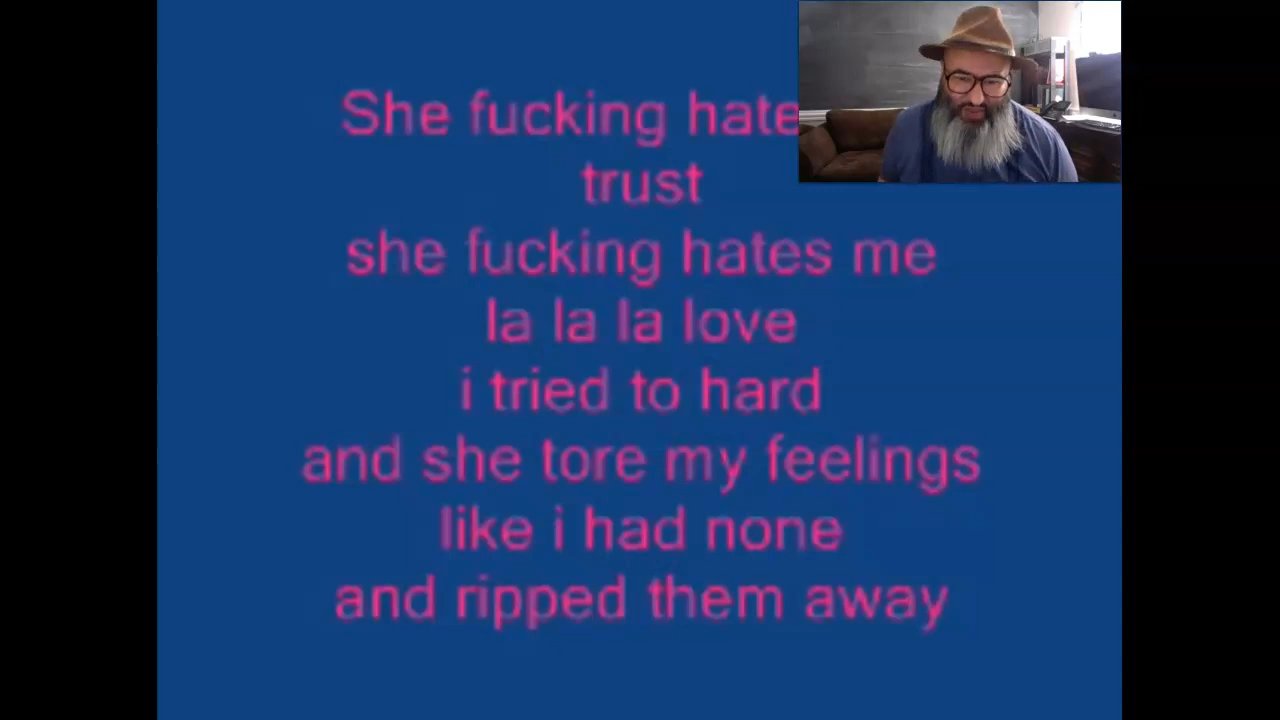 She fucking hate
trust
she fucking hates me
la la la love
i tried to hard
and she tore my feelings
like i had none
and ripped them away